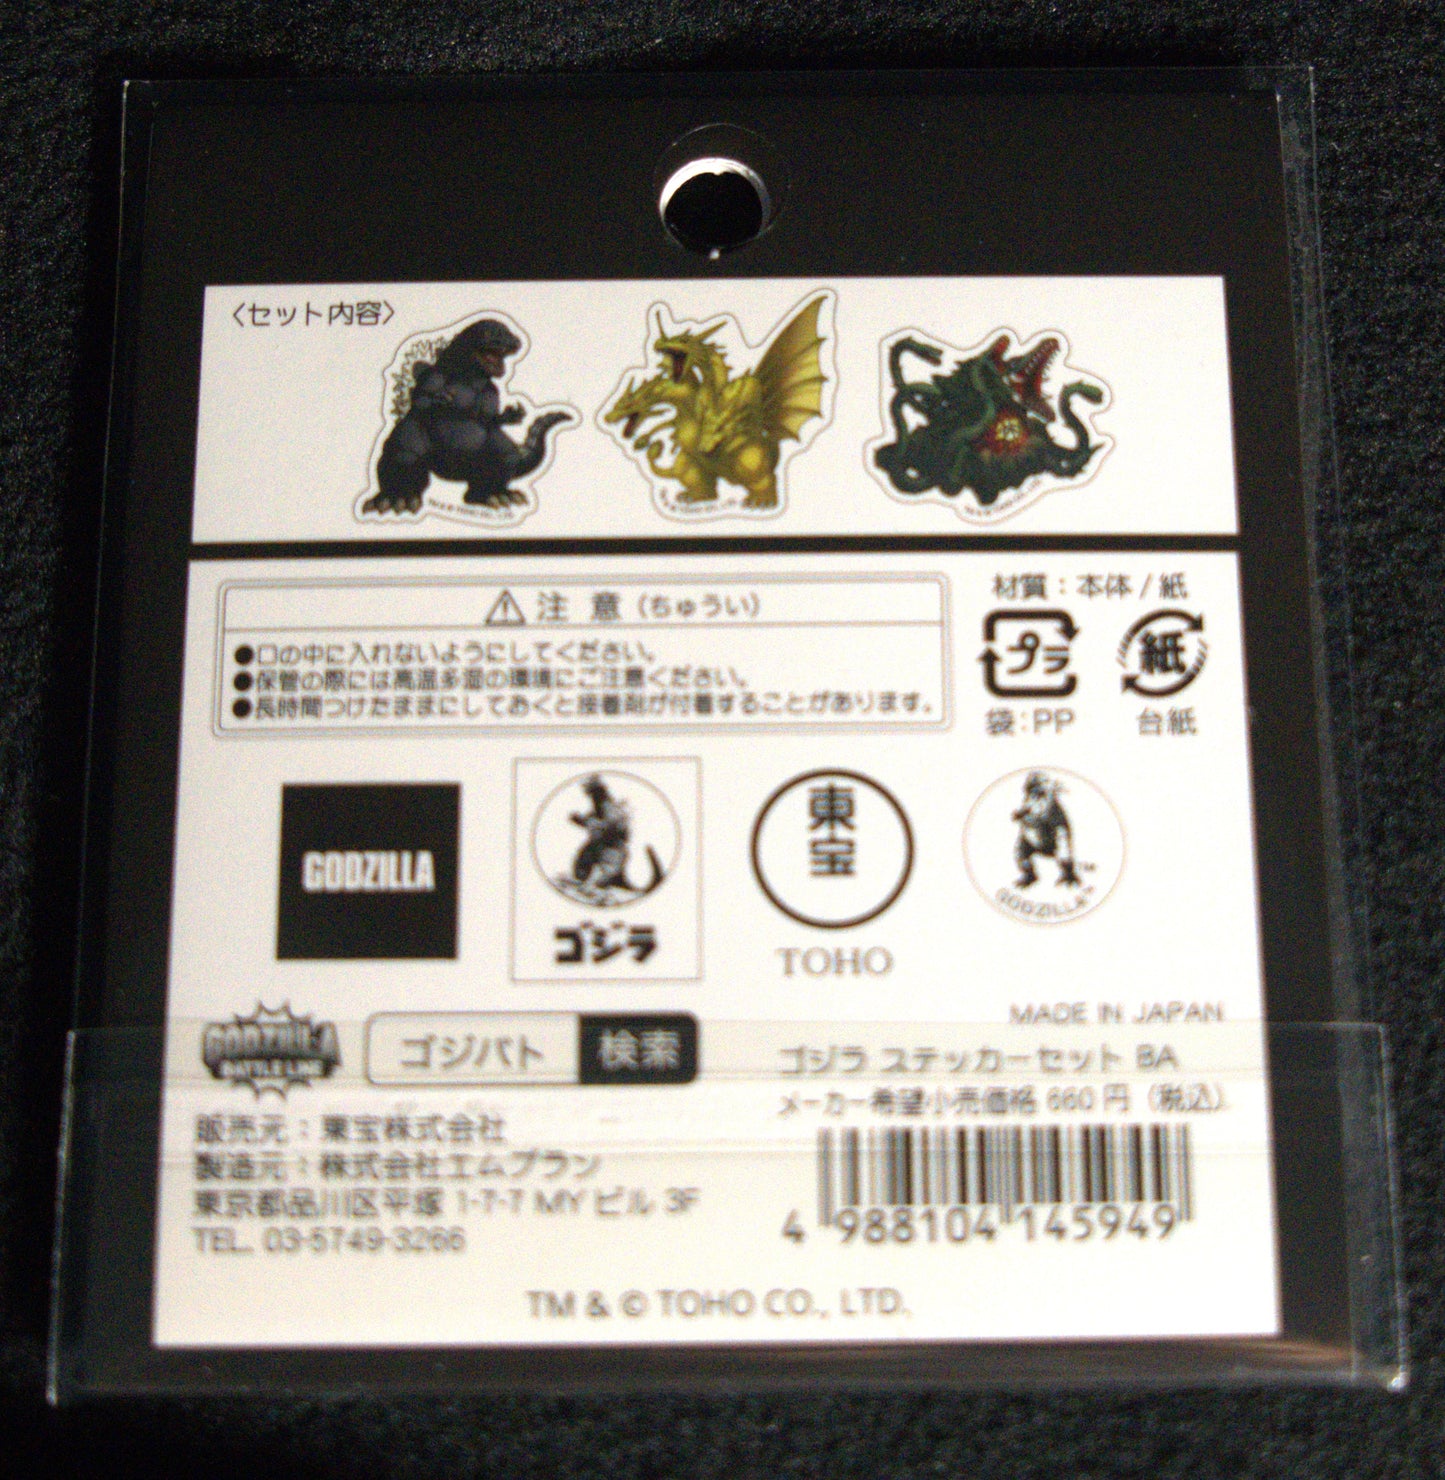 〈セット内容〉
⚠ 注 意（ちゅうい）
●口の中に入れないようにしてください。
●保管の際には高温多湿の環境にご注意ください。
●長時間つけたままにしておくと接着剤が付着することがあります。
材質：本体 / 紙
プラ
紙
袋：PP
台紙
GODZILLA
ゴジラ
東宝
TOHO
GODZILLA™
GODZILLA
BATTLE LINE
ゴジバト 検索
MADE IN JAPAN
ゴジラ ステッカーセット BA
メーカー希望小売価格 660 円（税込）
販売元：東宝株式会社
製造元：株式会社エムプラン
東京都品川区平塚 1-7-7 MY ビル 3F
TEL. 03-5749-3266
4 988104 145949
TM & © TOHO CO., LTD.